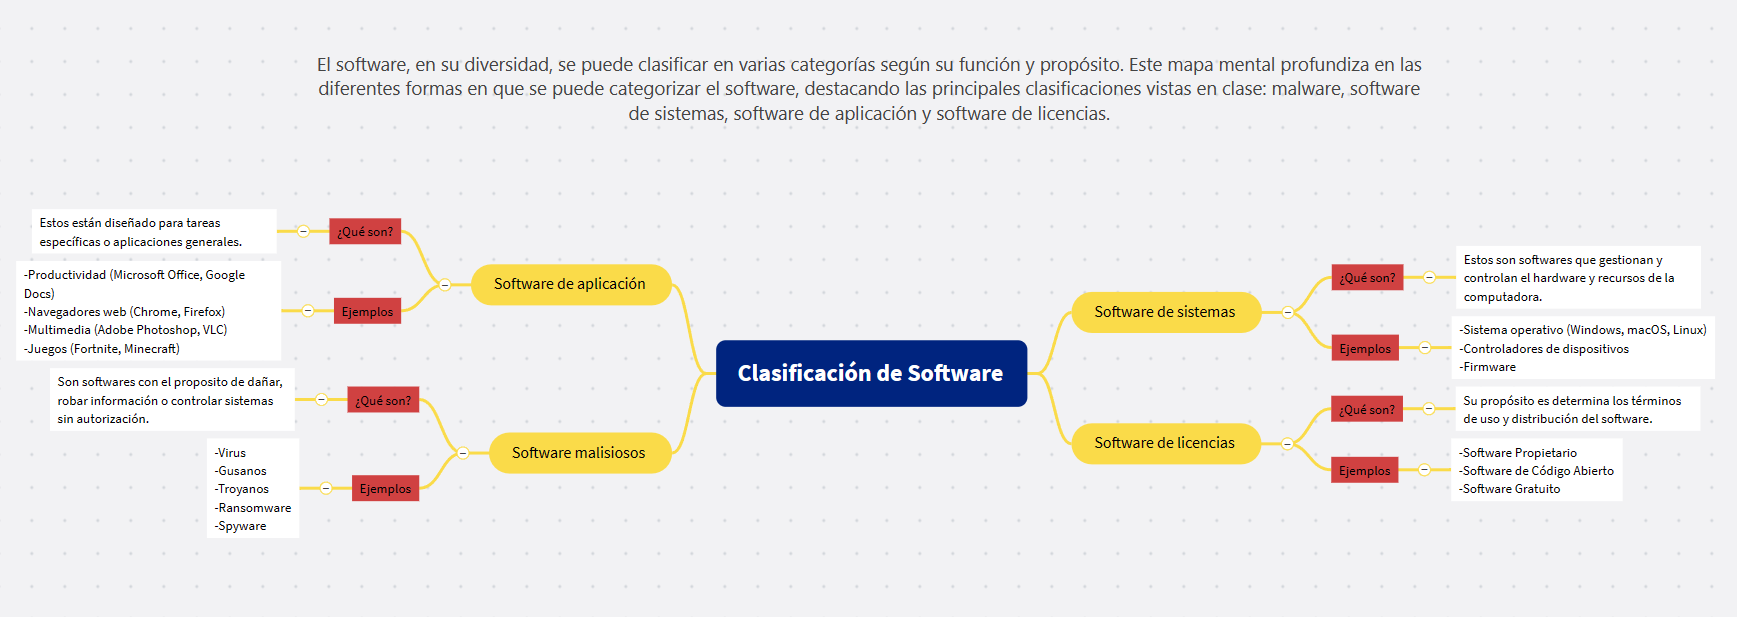 El software, en su diversidad, se puede clasificar en varias categorías según su función y propósito. Este mapa mental profundiza en las
diferentes formas en que se puede categorizar el software, destacando las principales clasificaciones vistas en clase: malware, software
de sistemas, software de aplicación y software de licencias.
Clasificación de Software
Software de aplicación
¿Qué son?
Estos están diseñado para tareas
específicas o aplicaciones generales.
Ejemplos
-Productividad (Microsoft Office, Google
Docs)
-Navegadores web (Chrome, Firefox)
-Multimedia (Adobe Photoshop, VLC)
-Juegos (Fortnite, Minecraft)
Software malisiosos
¿Qué son?
Son softwares con el proposito de dañar,
robar información o controlar sistemas
sin autorización.
Ejemplos
-Virus
-Gusanos
-Troyanos
-Ransomware
-Spyware
Software de sistemas
¿Qué son?
Estos son softwares que gestionan y
controlan el hardware y recursos de la
computadora.
Ejemplos
-Sistema operativo (Windows, macOS, Linux)
-Controladores de dispositivos
-Firmware
Software de licencias
¿Qué son?
Su propósito es determina los términos
de uso y distribución del software.
Ejemplos
-Software Propietario
-Software de Código Abierto
-Software Gratuito